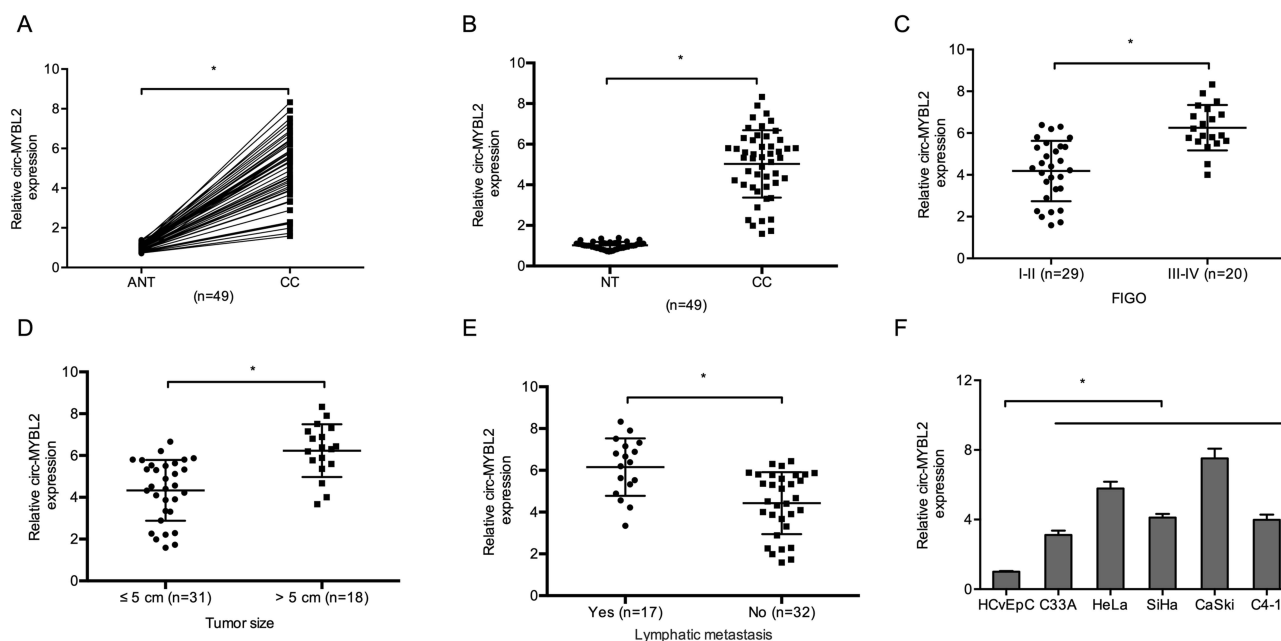 A
Relative circ-MYBL2
expression
10
8
6
4
2
0
*
ANT
CC
(n=49)
B
Relative circ-MYBL2
expression
10
8
6
4
2
0
*
NT
CC
(n=49)
C
Relative circ-MYBL2
expression
10
8
6
4
2
0
*
I-II (n=29)
III-IV (n=20)
FIGO
D
Relative circ-MYBL2
expression
10
8
6
4
2
0
*
≤ 5 cm (n=31)
> 5 cm (n=18)
Tumor size
E
Relative circ-MYBL2
expression
10
8
6
4
2
0
*
Yes (n=17)
No (n=32)
Lymphatic metastasis
F
Relative circ-MYBL2
expression
12
8
4
0
*
HCvEpC
C33A
HeLa
SiHa
CaSki
C4-1